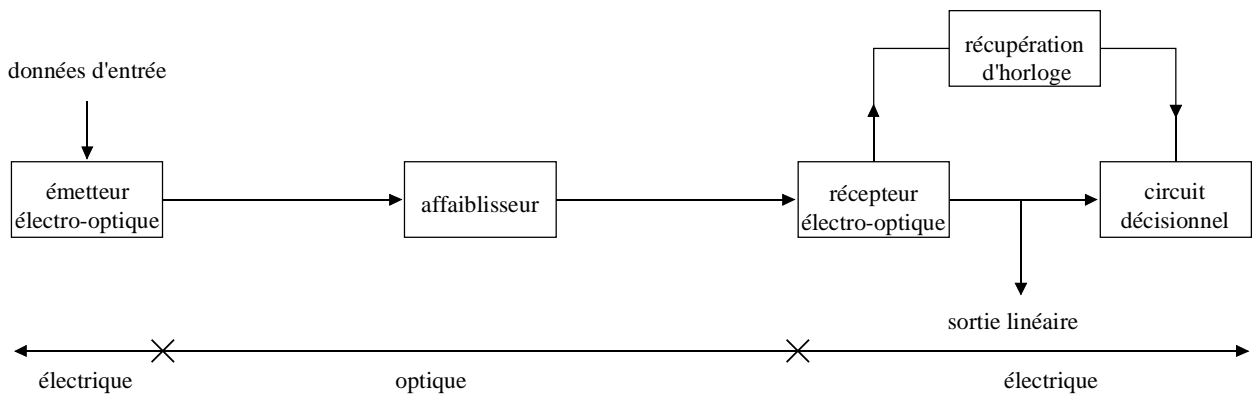 données d'entrée
émetteur
électro-optique
affaiblisseur
récepteur
électro-optique
récupération
d'horloge
circuit
décisionnel
sortie linéaire
électrique
optique
électrique